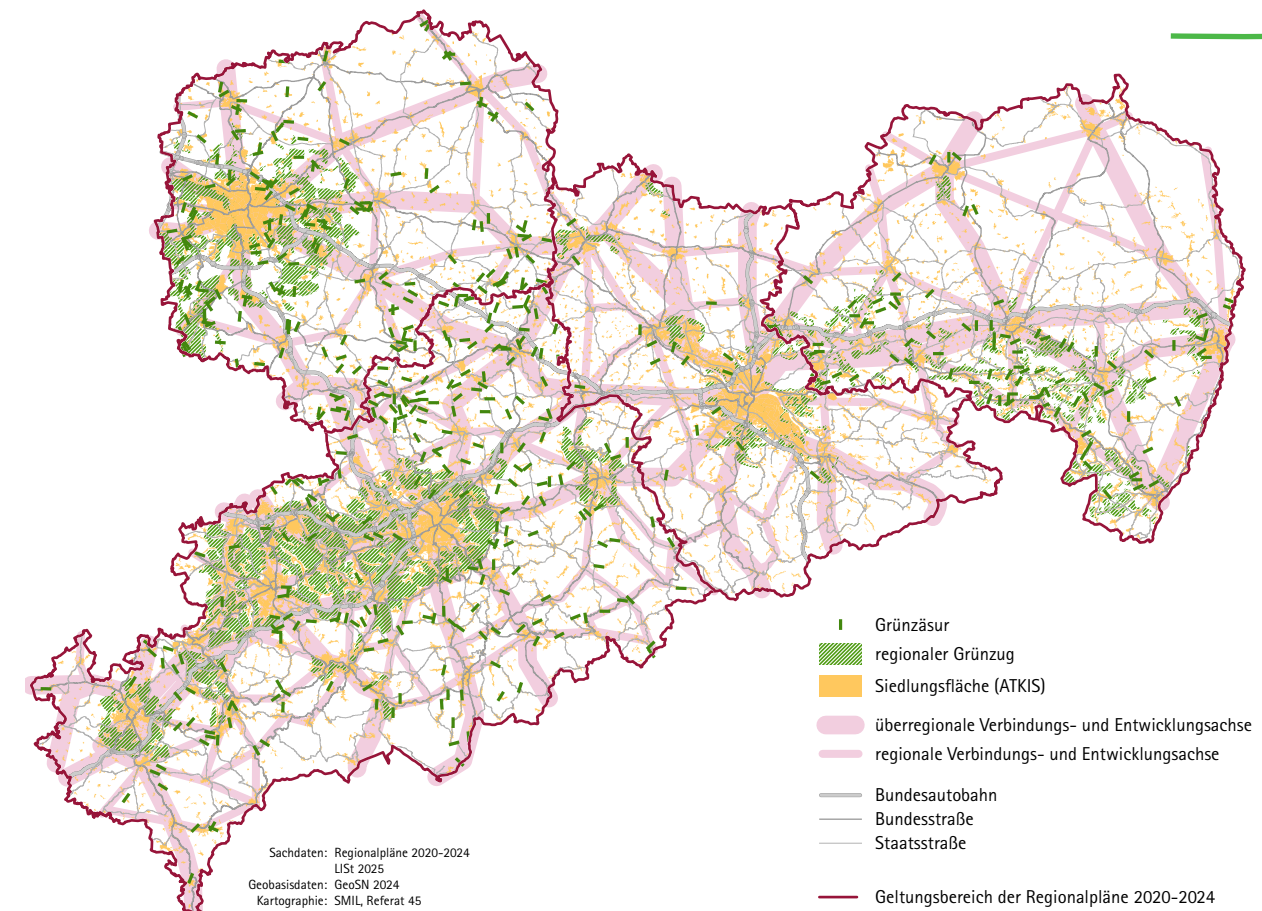 Grünzäsur
regionaler Grünzug
Siedlungsfläche (ATKIS)
überregionale Verbindungs- und Entwicklungsachse
regionale Verbindungs- und Entwicklungsachse
Bundesautobahn
Bundesstraße
Staatsstraße
Geltungsbereich der Regionalpläne 2020-2024
Sachdaten: Regionalpläne 2020-2024
LISt 2025
Geobasisdaten: GeoSN 2024
Kartographie: SMIL, Referat 45